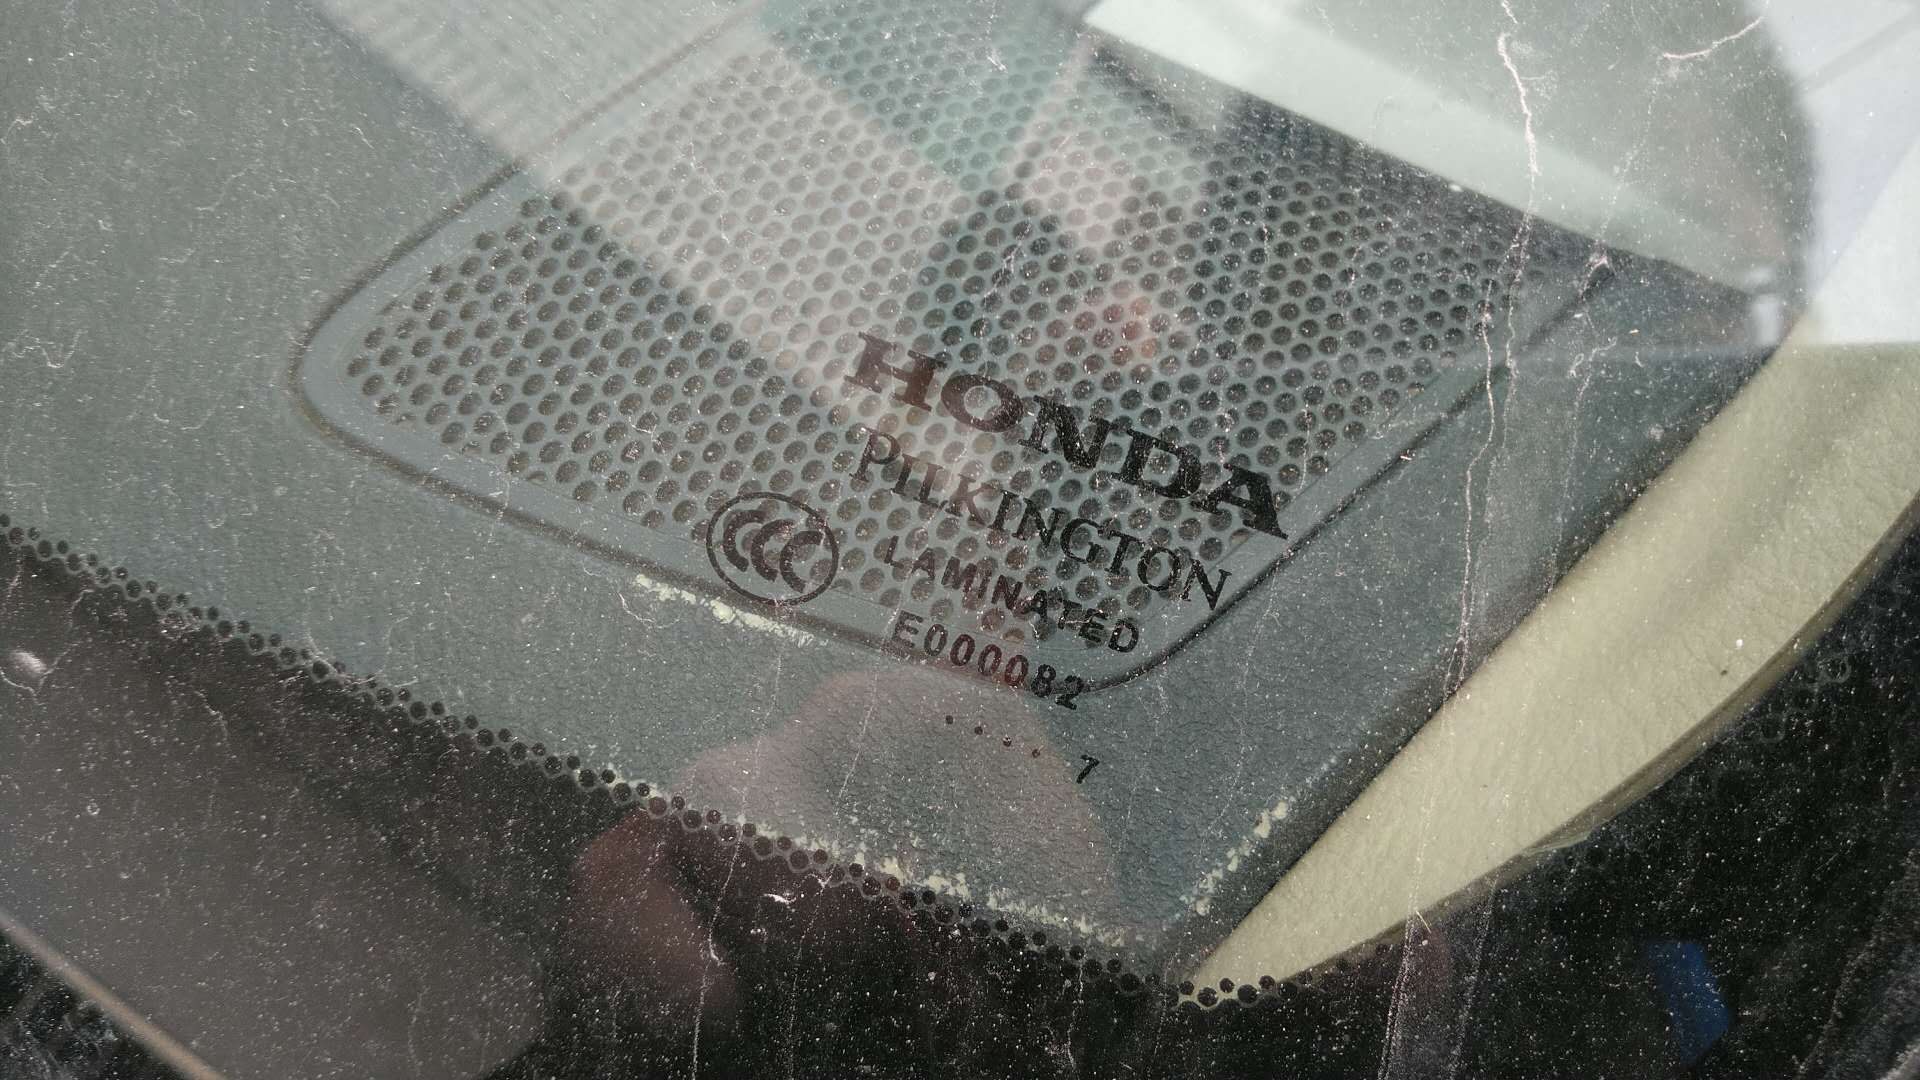 HONDA
PILKINGTON
CCC
LAMINATED
E000082
.... 7